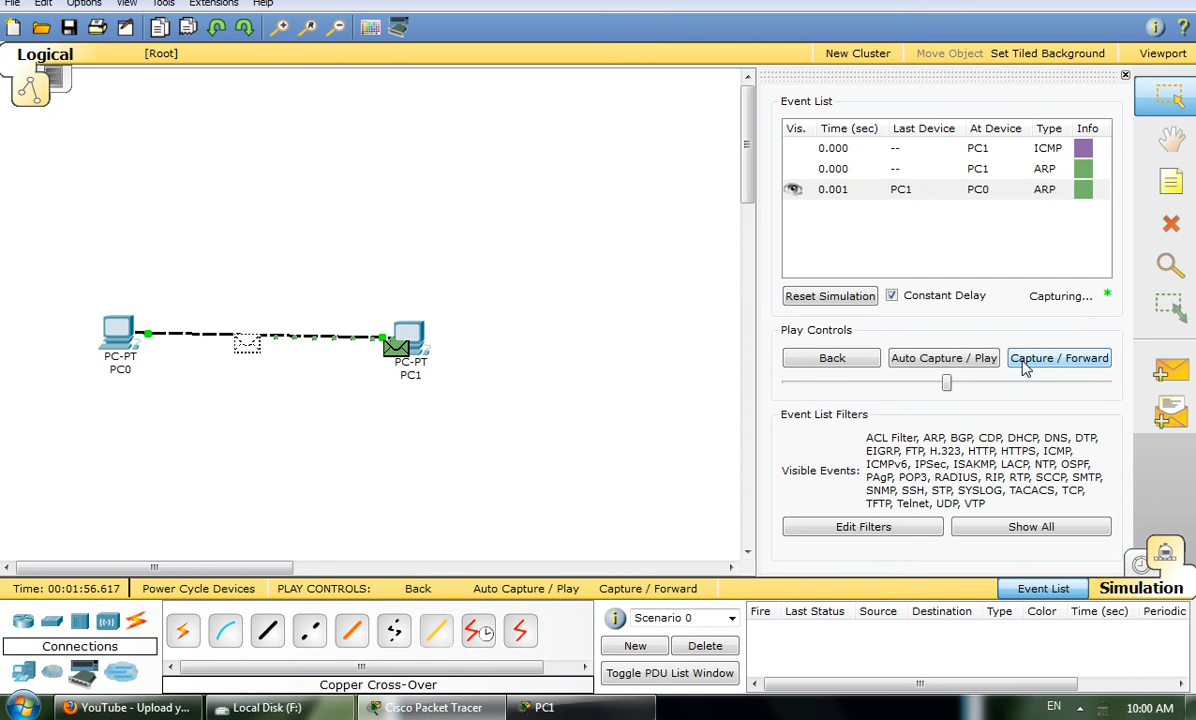 File Edit Options View Tools Extensions Help
Logical [Root] New Cluster Move Object Set Tiled Background Viewport
Event List
Vis. Time (sec) Last Device At Device Type Info
0.000 -- PC1 ICMP
0.000 -- PC1 ARP
0.001 PC1 PC0 ARP
Reset Simulation Constant Delay Capturing... *
Play Controls
Back Auto Capture / Play Capture / Forward
PC-PT
PC0
PC-PT
PC1
Event List Filters
Visible Events:
ACL Filter, ARP, BGP, CDP, DHCP, DNS, DTP,
EIGRP, FTP, H.323, HTTP, HTTPS, ICMP,
ICMPv6, IPSec, ISAKMP, LACP, NTP, OSPF,
PAgP, POP3, RADIUS, RIP, RTP, SCCP, SMTP,
SNMP, SSH, STP, SYSLOG, TACACS, TCP,
TFTP, Telnet, UDP, VTP
Edit Filters Show All
Time: 00:01:56.617 Power Cycle Devices PLAY CONTROLS: Back Auto Capture / Play Capture / Forward Event List Simulation
Connections
Copper Cross-Over
Scenario 0
New Delete
Toggle PDU List Window
Fire Last Status Source Destination Type Color Time (sec) Periodic
YouTube - Upload y... Local Disk (F:) Cisco Packet Tracer PC1 EN 10:00 AM